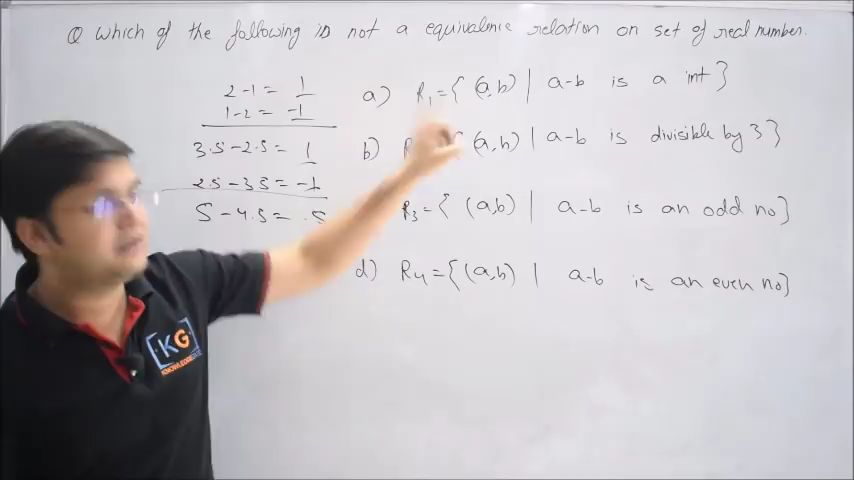 Q Which of the following is not a equivalnie relation on set of real number.
2-1 = 1
1-2 = -1
3.5-2.5 = 1
2.5-3.5 = -1
5-4.5 = .5
a) R1={ (a,b) | a-b is a int }
b) R { (a,b) | a-b is divisible by 3 }
R3={ (a,b) | a-b is an odd no }
d) R4={(a,b) | a-b is an even no}
KG